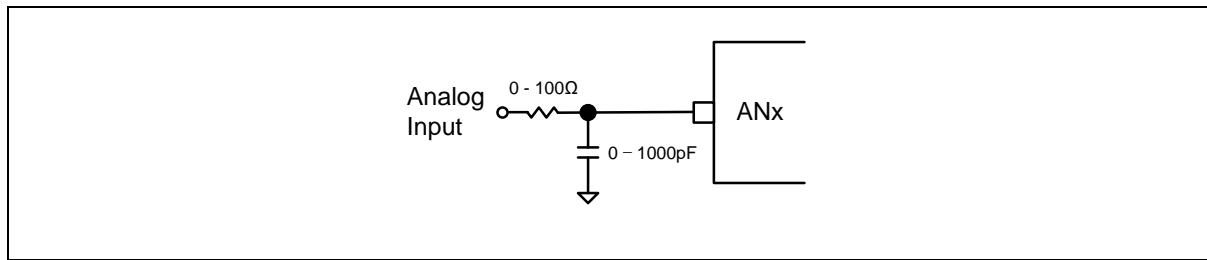 0 - 100Ω
Analog
Input
ANx
0 – 1000pF